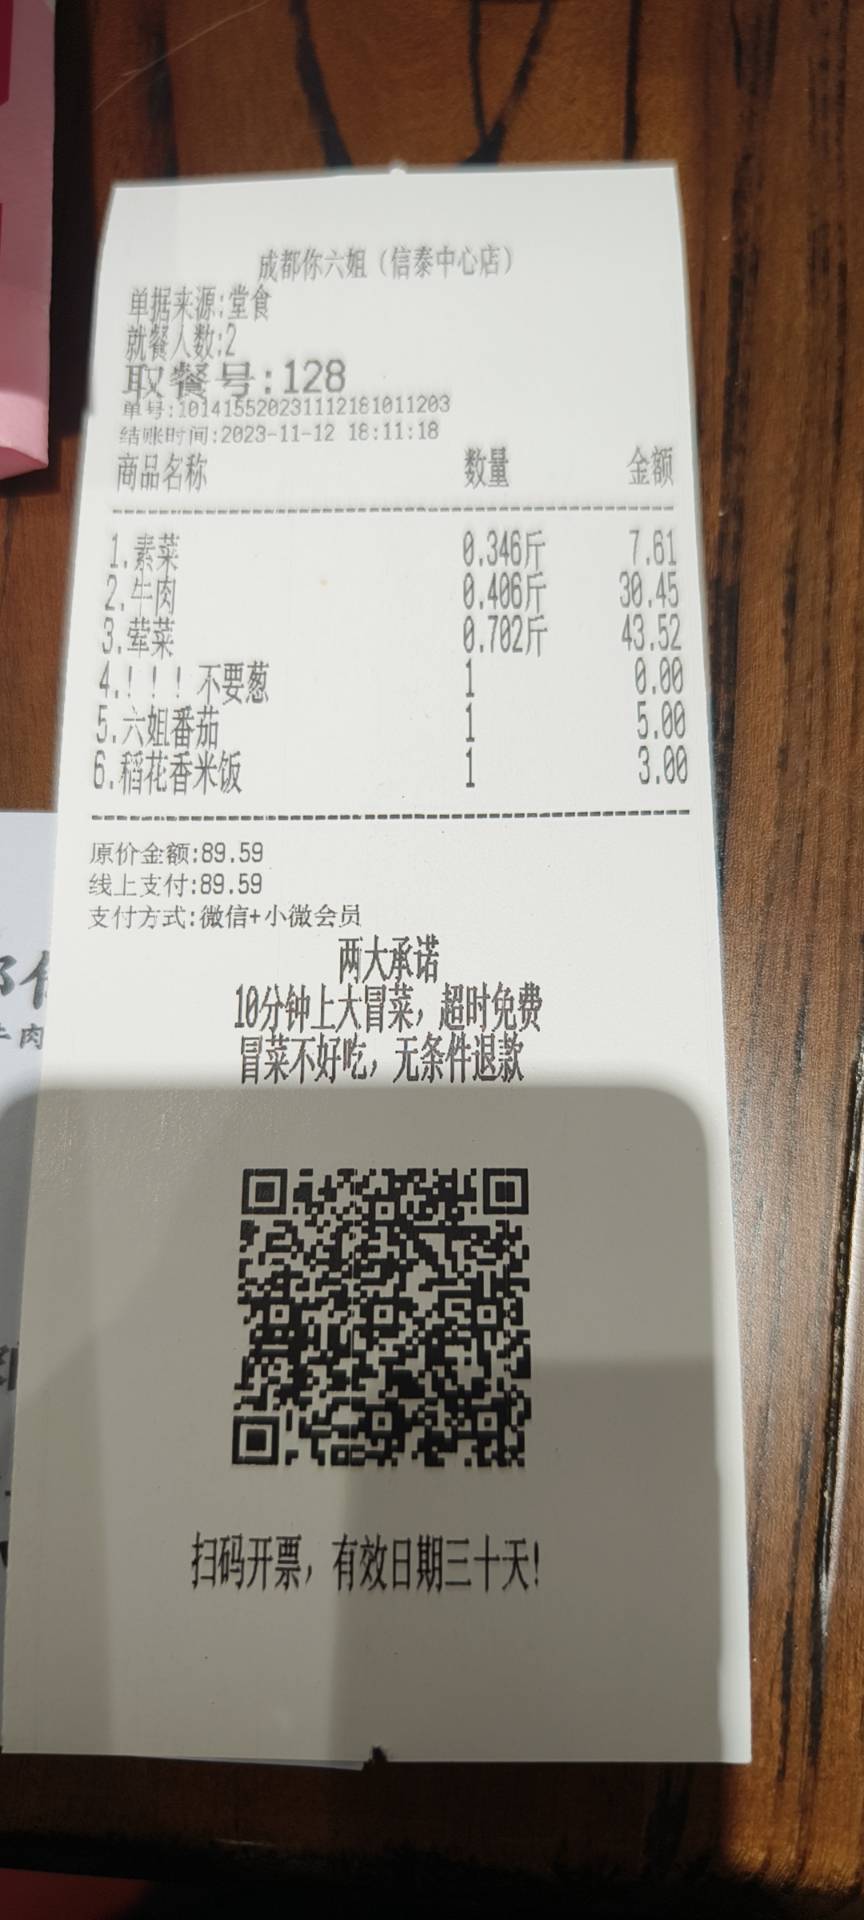 成都你六姐（信泰中心店）
单据来源:堂食
就餐人数:2
取餐号:128
单号:101415520231112181011203
结账时间:2023-11-12 18:11:18
商品名称 数量 金额
1.素菜 0.346斤 7.61
2.牛肉 0.406斤 30.45
3.荤菜 0.702斤 43.52
4.！！！不要葱 1 0.00
5.六姐番茄 1 5.00
6.稻花香米饭 1 3.00
原价金额:89.59
线上支付:89.59
支付方式:微信+小微会员
两大承诺
10分钟上大冒菜，超时免费
冒菜不好吃，无条件退款
扫码开票，有效日期三十天!
牛肉